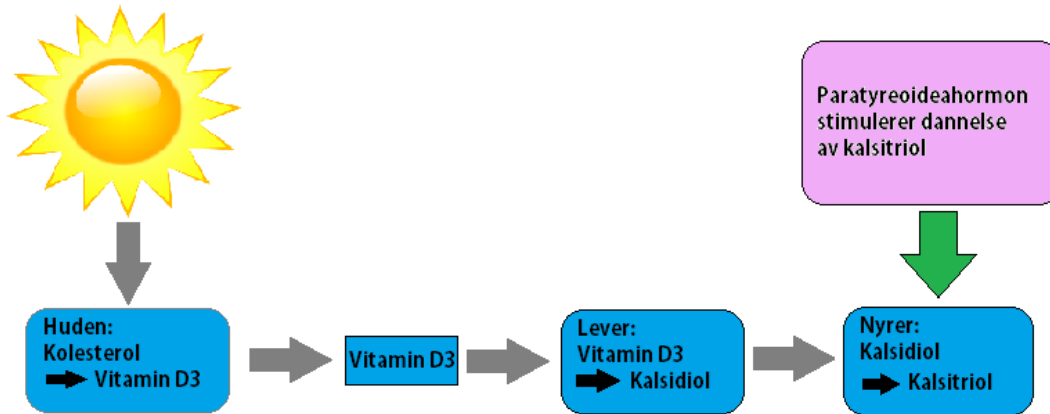 Paratyreoideahormon
stimulerer dannelse
av kalsitriol
Huden:
Kolesterol
Vitamin D3
Vitamin D3
Lever:
Vitamin D3
Kalsidiol
Nyrer:
Kalsidiol
Kalsitriol